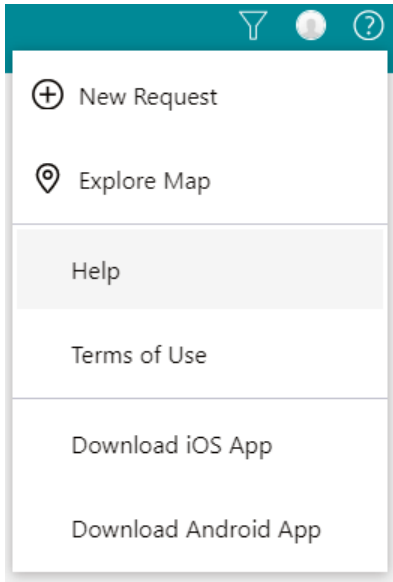 New Request
Explore Map
Help
Terms of Use
Download iOS App
Download Android App